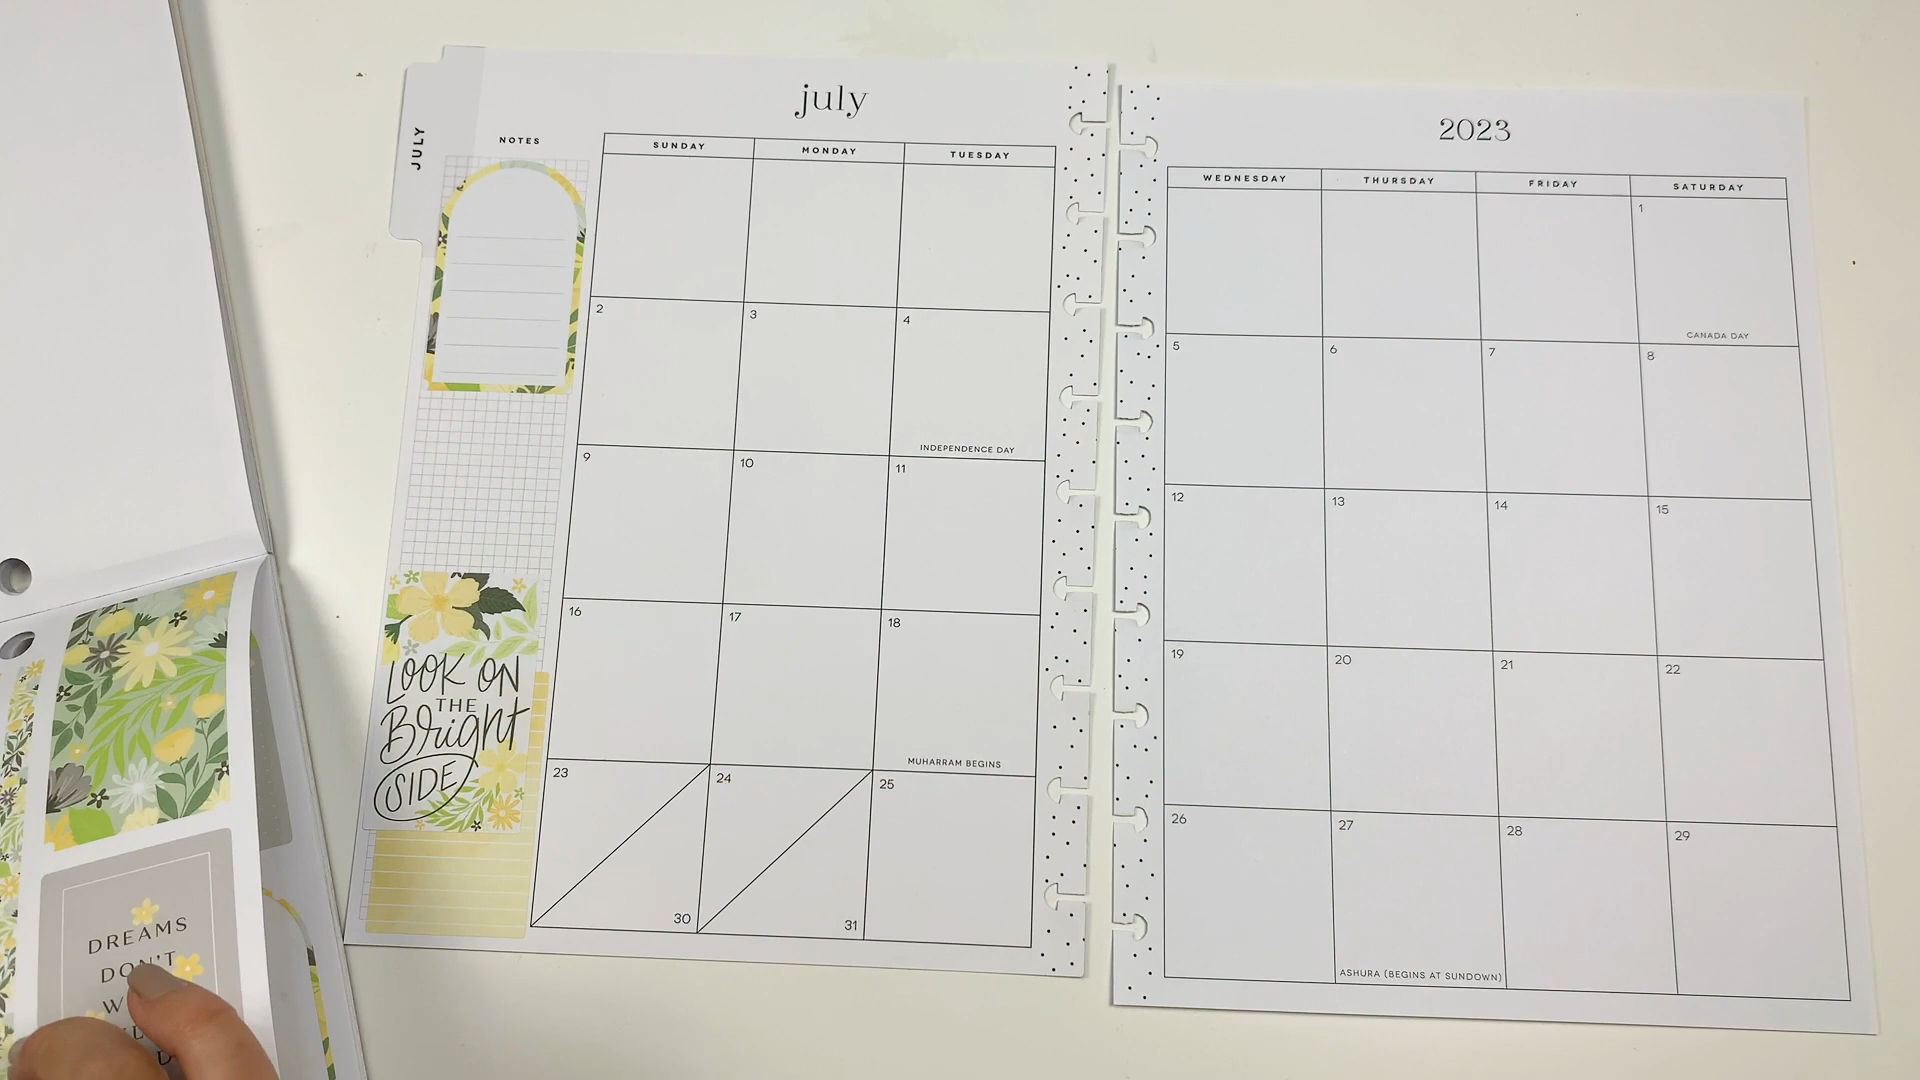 july
JULY
NOTES
SUNDAY MONDAY TUESDAY
2 3 4
INDEPENDENCE DAY
9 10 11
16 17 18
MUHARRAM BEGINS
23 24 25
30 31
LOOK ON
THE
Bright
SIDE
2023
WEDNESDAY THURSDAY FRIDAY SATURDAY
1
CANADA DAY
5 6 7 8
12 13 14 15
19 20 21 22
26 27 28 29
ASHURA (BEGINS AT SUNDOWN)
DREAMS
DON'T